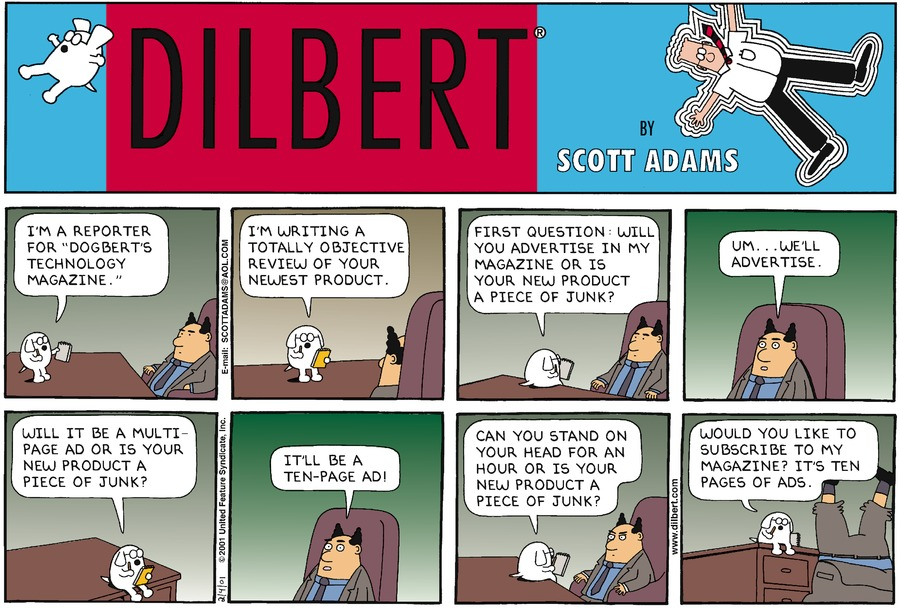 DILBERT®
BY
SCOTT ADAMS
I'M A REPORTER
FOR "DOGBERT'S
TECHNOLOGY
MAGAZINE."
E-mail: SCOTTADAMS@AOL.COM
I'M WRITING A
TOTALLY OBJECTIVE
REVIEW OF YOUR
NEWEST PRODUCT.
FIRST QUESTION: WILL
YOU ADVERTISE IN MY
MAGAZINE OR IS
YOUR NEW PRODUCT
A PIECE OF JUNK?
UM...WE'LL
ADVERTISE.
WILL IT BE A MULTI-
PAGE AD OR IS YOUR
NEW PRODUCT A
PIECE OF JUNK?
2/4/01 ©2001 United Feature Syndicate, Inc.
IT'LL BE A
TEN-PAGE AD!
CAN YOU STAND ON
YOUR HEAD FOR AN
HOUR OR IS YOUR
NEW PRODUCT A
PIECE OF JUNK?
www.dilbert.com
WOULD YOU LIKE TO
SUBSCRIBE TO MY
MAGAZINE? IT'S TEN
PAGES OF ADS.